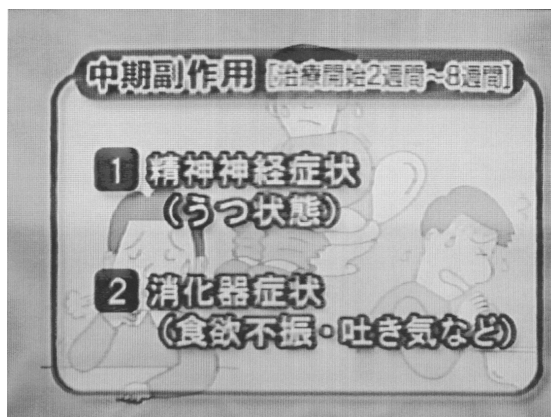 中期副作用 [治療開始2週間~8週間]
1 精神神経症状
(うつ状態)
2 消化器症状
(食欲不振・吐き気など)